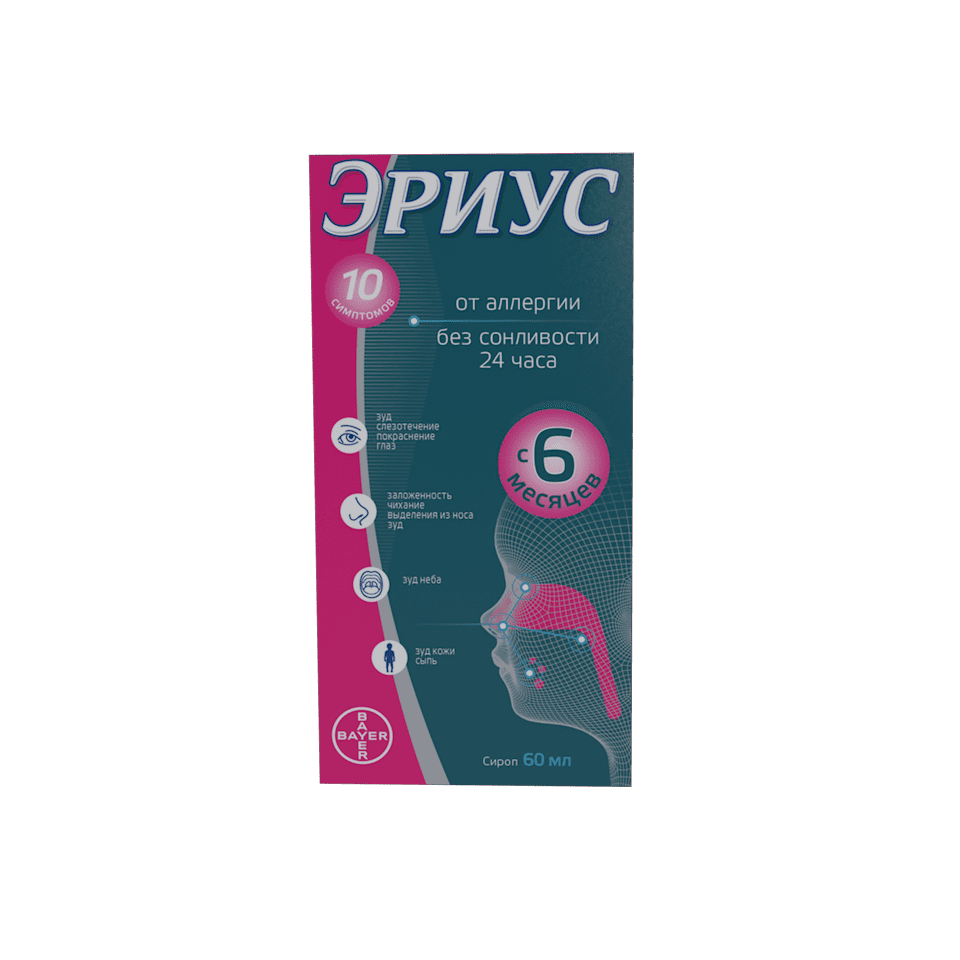 ЭРИУС
10
СИМПТОМОВ
от аллергии
без сонливости
24 часа
с 6
месяцев
зуд
слезотечение
покраснение
глаз
заложенность
чихание
выделения из носа
зуд
зуд неба
зуд кожи
сыпь
BAYER
BAYER
Сироп 60 мл